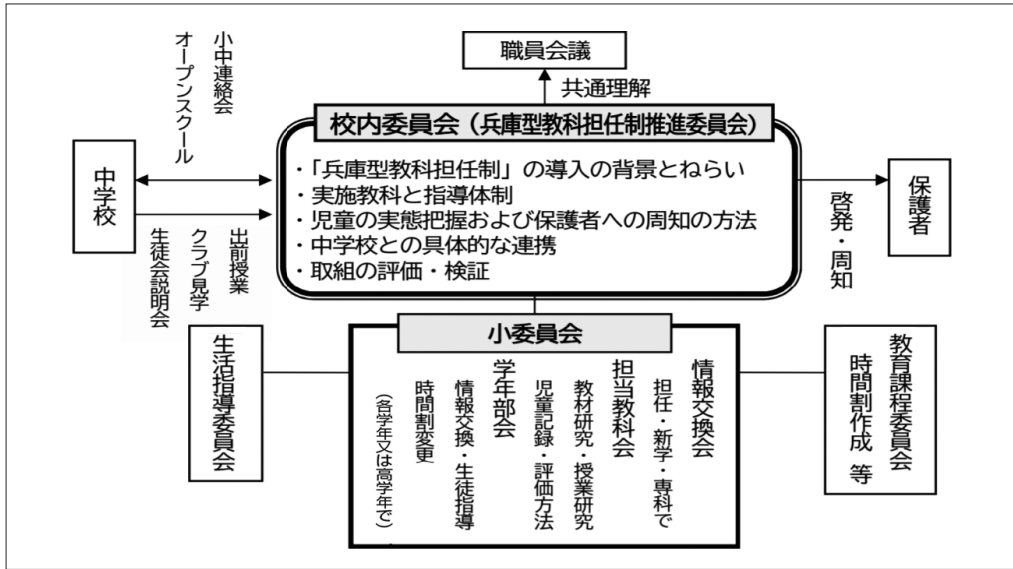 職員会議
共通理解
校内委員会（兵庫型教科担任制推進委員会）
・「兵庫型教科担任制」の導入の背景とねらい
・実施教科と指導体制
・児童の実態把握および保護者への周知の方法
・中学校との具体的な連携
・取組の評価・検証
小中連絡会
オープンスクール
中学校
出前授業
クラブ見学
生徒会説明会
保護者
啓発・周知
小委員会
情報交換会
担任・新学・専科で
担当教科会
教材研究・授業研究
児童記録・評価方法
学年部会
情報交換・生徒指導
時間割変更
（各学年又は高学年で）
生活指導委員会
教育課程委員会
時間割作成 等